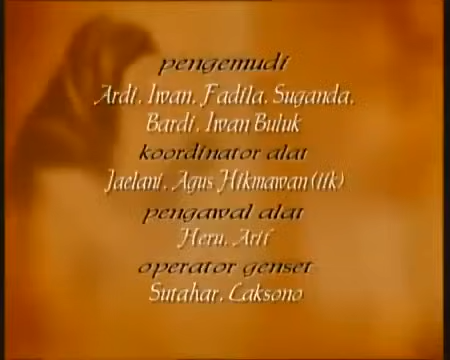 pengemudi
Ardi, Iwan, Fadila, Suganda,
Bardi, Iwan Buluk
koordinator alat
Jaelani, Agus Hikmawan (iik)
pengawal alat
Heru, Arif
operator genset
Sutahar, Laksono